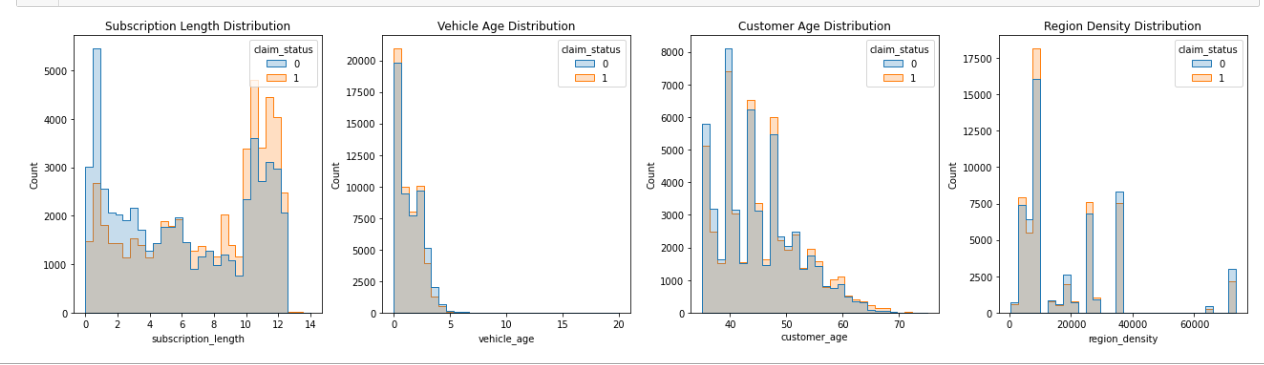 Subscription Length Distribution
claim_status
0
1
5000
4000
3000
2000
1000
0
Count
0 2 4 6 8 10 12 14
subscription_length
Vehicle Age Distribution
claim_status
0
1
20000
17500
15000
12500
10000
7500
5000
2500
0
Count
0 5 10 15 20
vehicle_age
Customer Age Distribution
claim_status
0
1
8000
7000
6000
5000
4000
3000
2000
1000
0
Count
40 50 60 70
customer_age
Region Density Distribution
claim_status
0
1
17500
15000
12500
10000
7500
5000
2500
0
Count
0 20000 40000 60000
region_density